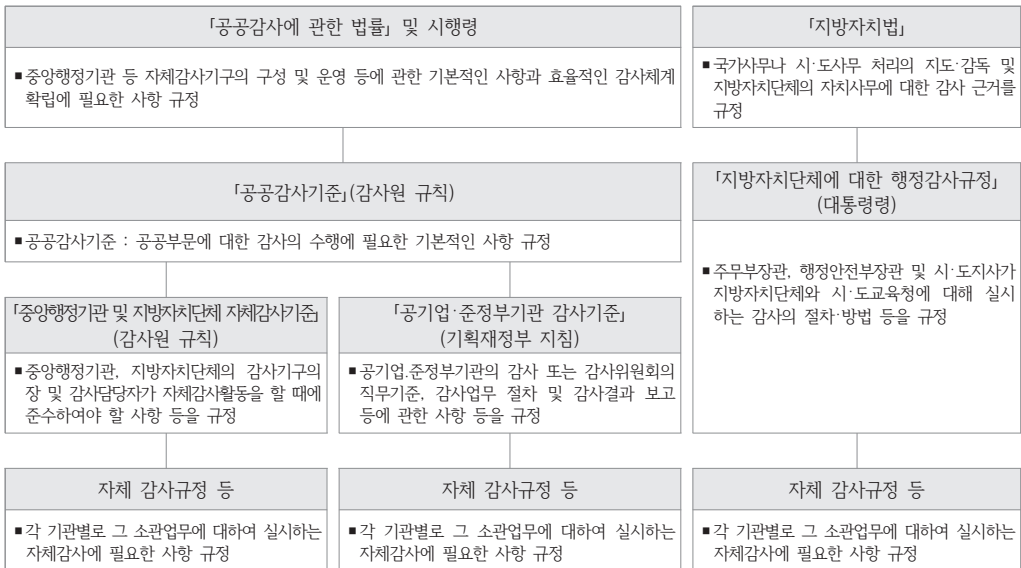 「공공감사에 관한 법률」 및 시행령
■ 중앙행정기관 등 자체감사기구의 구성 및 운영 등에 관한 기본적인 사항과 효율적인 감사체계
확립에 필요한 사항 규정
「지방자치법」
■ 국가사무나 시·도사무 처리의 지도·감독 및
지방자치단체의 자치사무에 대한 감사 근거를
규정
「공공감사기준」(감사원 규칙)
■ 공공감사기준 : 공공부문에 대한 감사의 수행에 필요한 기본적인 사항 규정
「지방자치단체에 대한 행정감사규정」
(대통령령)
■ 주무부장관, 행정안전부장관 및 시·도지사가
지방자치단체와 시·도교육청에 대해 실시
하는 감사의 절차·방법 등을 규정
「중앙행정기관 및 지방자치단체 자체감사기준」
(감사원 규칙)
■ 중앙행정기관, 지방자치단체의 감사기구의
장 및 감사담당자가 자체감사활동을 할 때에
준수하여야 할 사항 등을 규정
「공기업·준정부기관 감사기준」
(기획재정부 지침)
■ 공기업.준정부기관의 감사 또는 감사위원회의
직무기준, 감사업무 절차 및 감사결과 보고
등에 관한 사항 등을 규정
자체 감사규정 등
■ 각 기관별로 그 소관업무에 대하여 실시하는
자체감사에 필요한 사항 규정
자체 감사규정 등
■ 각 기관별로 그 소관업무에 대하여 실시하는
자체감사에 필요한 사항 규정
자체 감사규정 등
■ 각 기관별로 그 소관업무에 대하여 실시하는
자체감사에 필요한 사항 규정